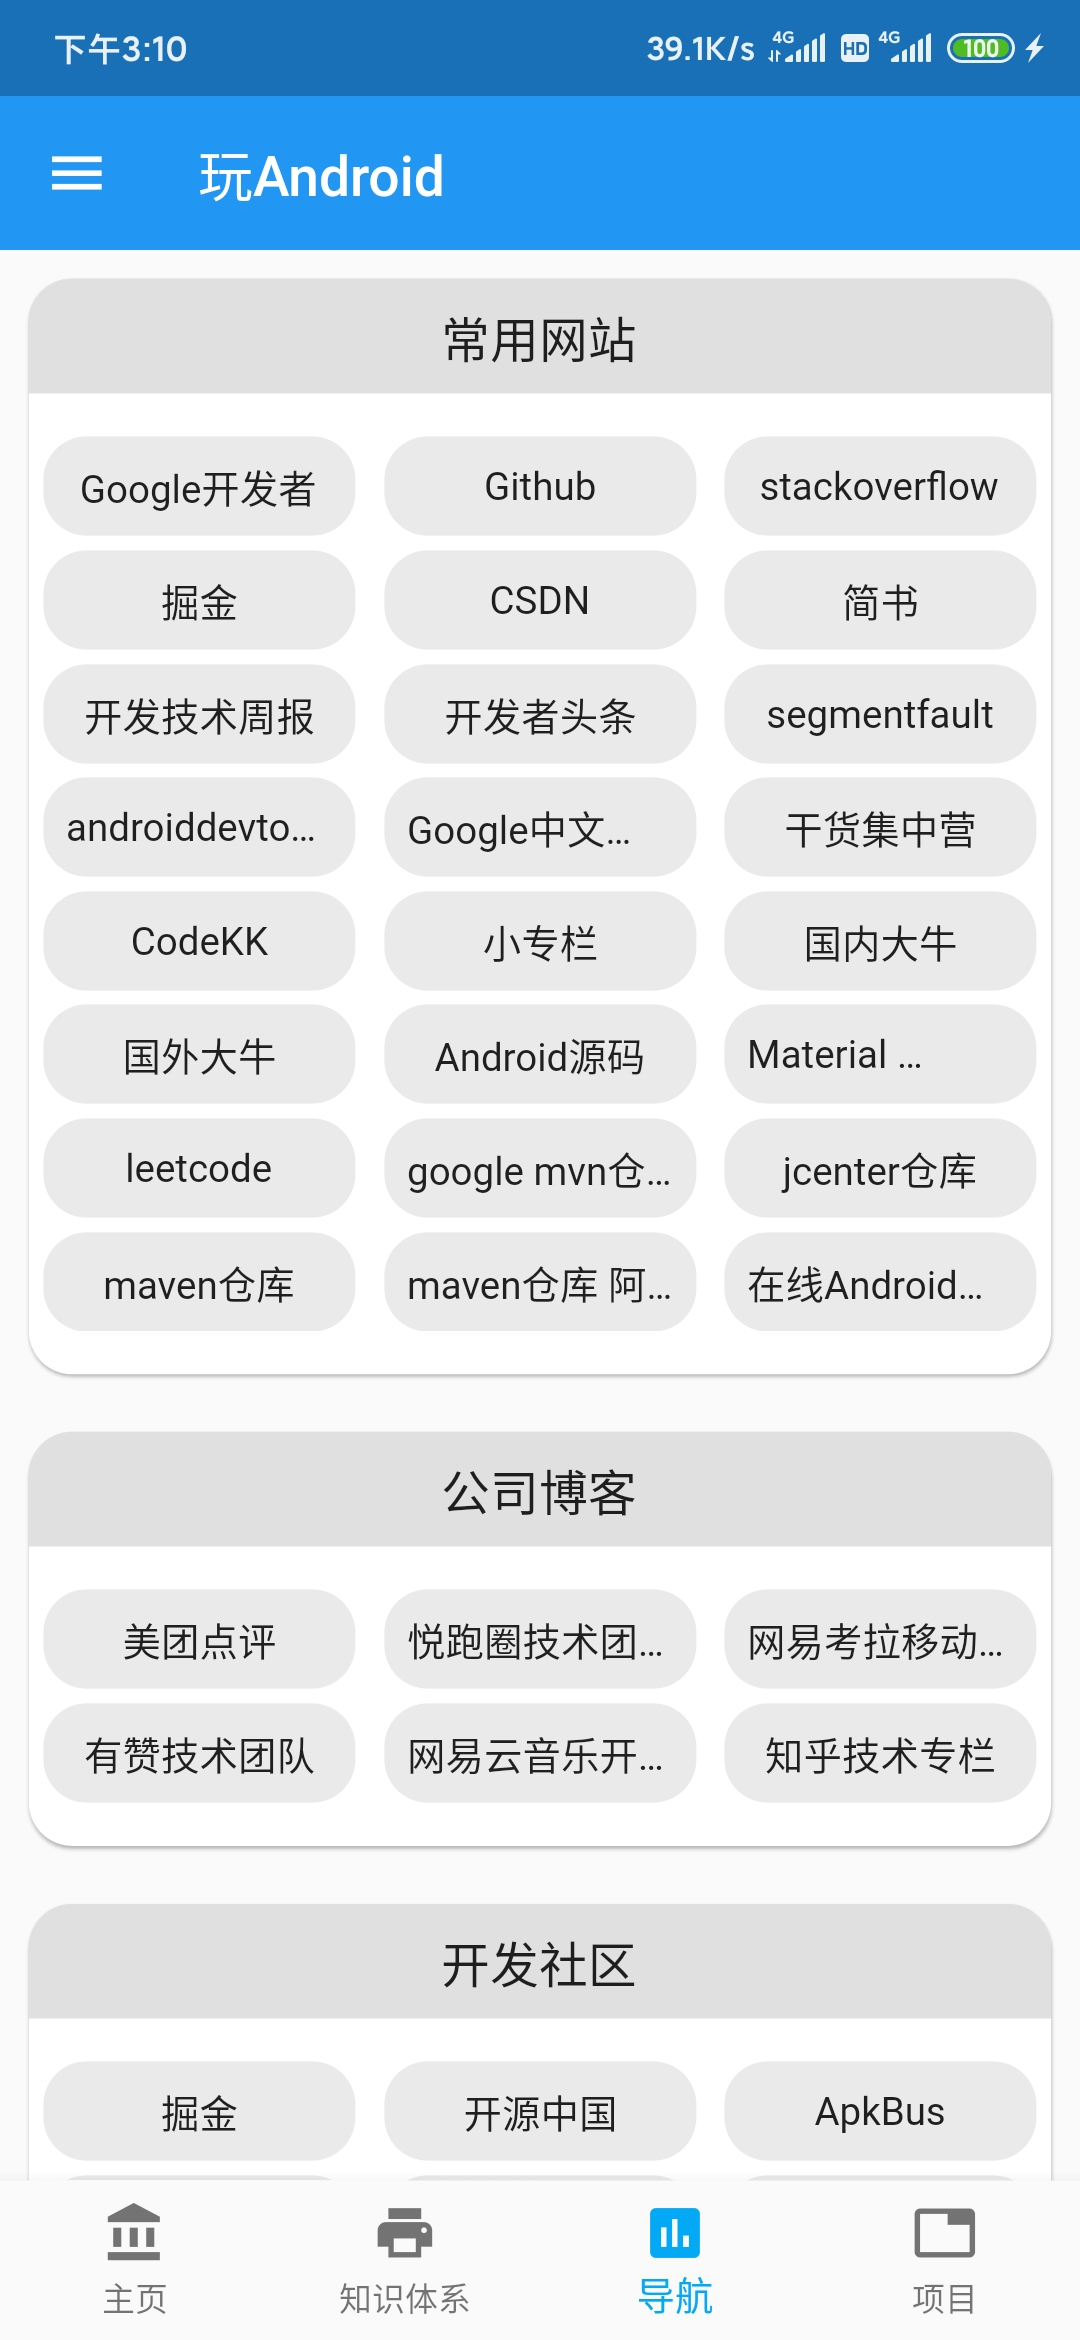 下午3:10 39.1K/s 4G HD 4G 100
玩Android
常用网站
Google开发者 Github stackoverflow
掘金 CSDN 简书
开发技术周报 开发者头条 segmentfault
androiddevto... Google中文... 干货集中营
CodeKK 小专栏 国内大牛
国外大牛 Android源码 Material ...
leetcode google mvn仓... jcenter仓库
maven仓库 maven仓库 阿... 在线Android...
公司博客
美团点评 悦跑圈技术团... 网易考拉移动...
有赞技术团队 网易云音乐开... 知乎技术专栏
开发社区
掘金 开源中国 ApkBus
主页 知识体系 导航 项目